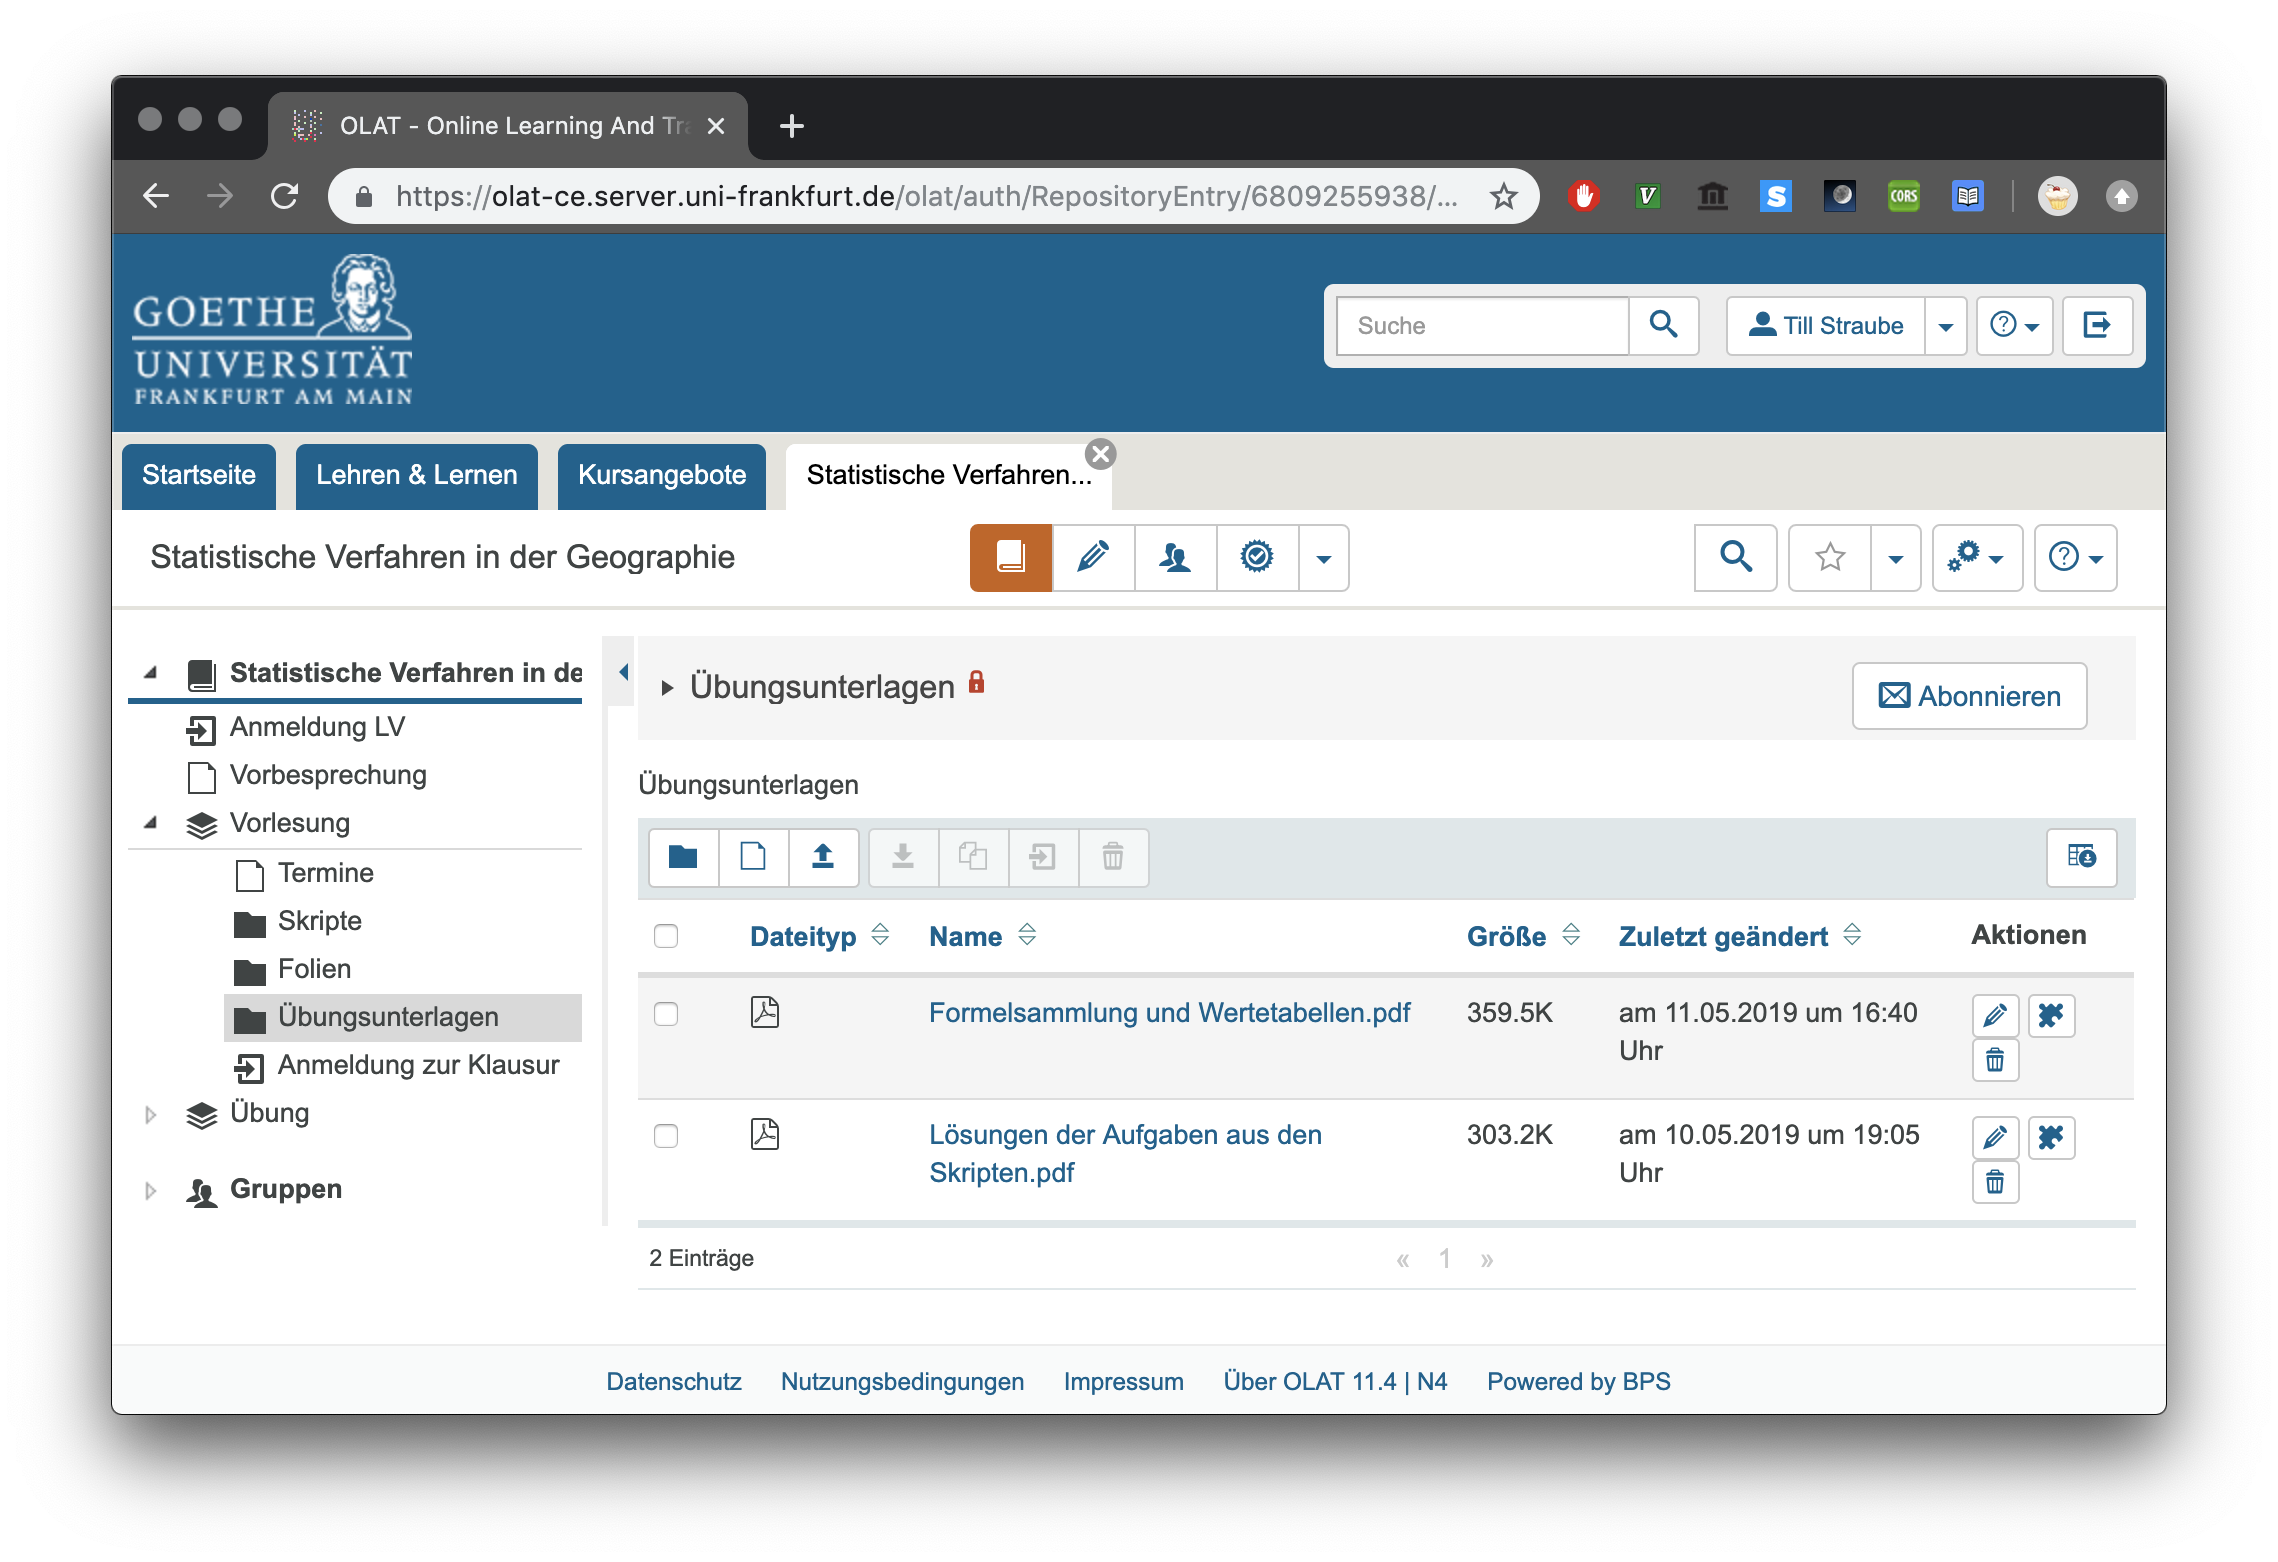 OLAT - Online Learning And Tra
https://olat-ce.server.uni-frankfurt.de/olat/auth/RepositoryEntry/6809255938/...
V
S
CORS
GOETHE
UNIVERSITÄT
FRANKFURT AM MAIN
Suche
Till Straube
Startseite
Lehren & Lernen
Kursangebote
Statistische Verfahren...
Statistische Verfahren in der Geographie
Statistische Verfahren in de
Anmeldung LV
Vorbesprechung
Vorlesung
Termine
Skripte
Folien
Übungsunterlagen
Anmeldung zur Klausur
Übung
Gruppen
Übungsunterlagen
Abonnieren
Übungsunterlagen
Dateityp Name Größe Zuletzt geändert Aktionen
Formelsammlung und Wertetabellen.pdf 359.5K am 11.05.2019 um 16:40
Uhr
Lösungen der Aufgaben aus den 303.2K am 10.05.2019 um 19:05
Skripten.pdf Uhr
2 Einträge « 1 »
Datenschutz Nutzungsbedingungen Impressum Über OLAT 11.4 | N4 Powered by BPS